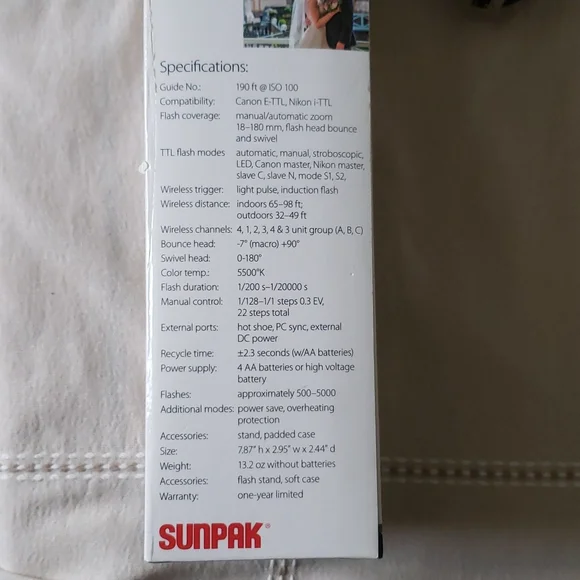 Specifications:
Guide No.: 190 ft @ ISO 100
Compatibility: Canon E-TTL, Nikon i-TTL
Flash coverage: manual/automatic zoom
18–180 mm, flash head bounce
and swivel
TTL flash modes automatic, manual, stroboscopic,
LED, Canon master, Nikon master,
slave C, slave N, mode S1, S2,
Wireless trigger: light pulse, induction flash
Wireless distance: indoors 65–98 ft;
outdoors 32–49 ft
Wireless channels: 4, 1, 2, 3, 4 & 3 unit group (A, B, C)
Bounce head: -7° (macro) +90°
Swivel head: 0-180°
Color temp.: 5500°K
Flash duration: 1/200 s–1/20000 s
Manual control: 1/128–1/1 steps 0.3 EV,
22 steps total
External ports: hot shoe, PC sync, external
DC power
Recycle time: ±2.3 seconds (w/AA batteries)
Power supply: 4 AA batteries or high voltage
battery
Flashes: approximately 500–5000
Additional modes: power save, overheating
protection
Accessories: stand, padded case
Size: 7.87" h x 2.95" w x 2.44" d
Weight: 13.2 oz without batteries
Accessories: flash stand, soft case
Warranty: one-year limited
SUNPAK®